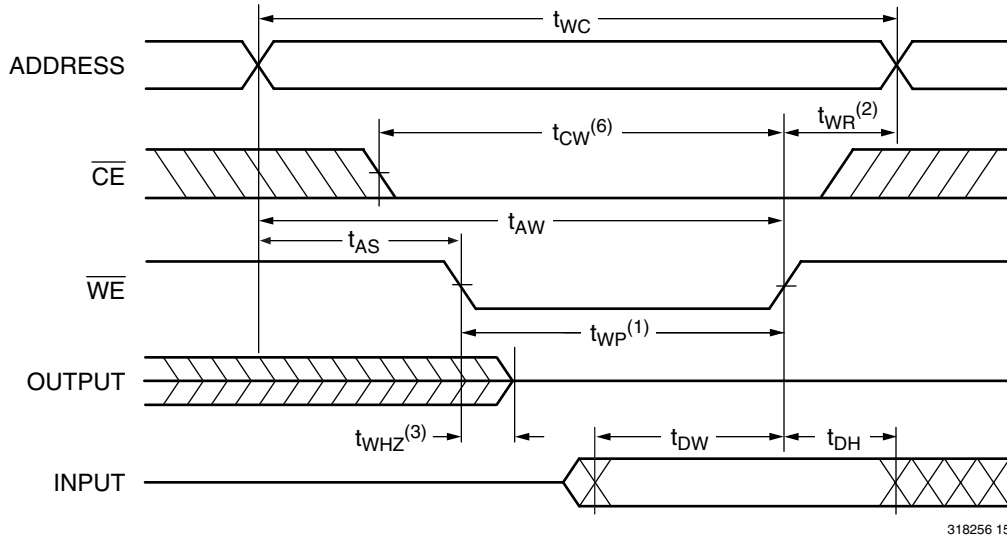 tWC
ADDRESS
tCW(6)
tWR(2)
CE
tAW
tAS
WE
tWP(1)
OUTPUT
tWHZ(3)
tDW
tDH
INPUT
318256 15